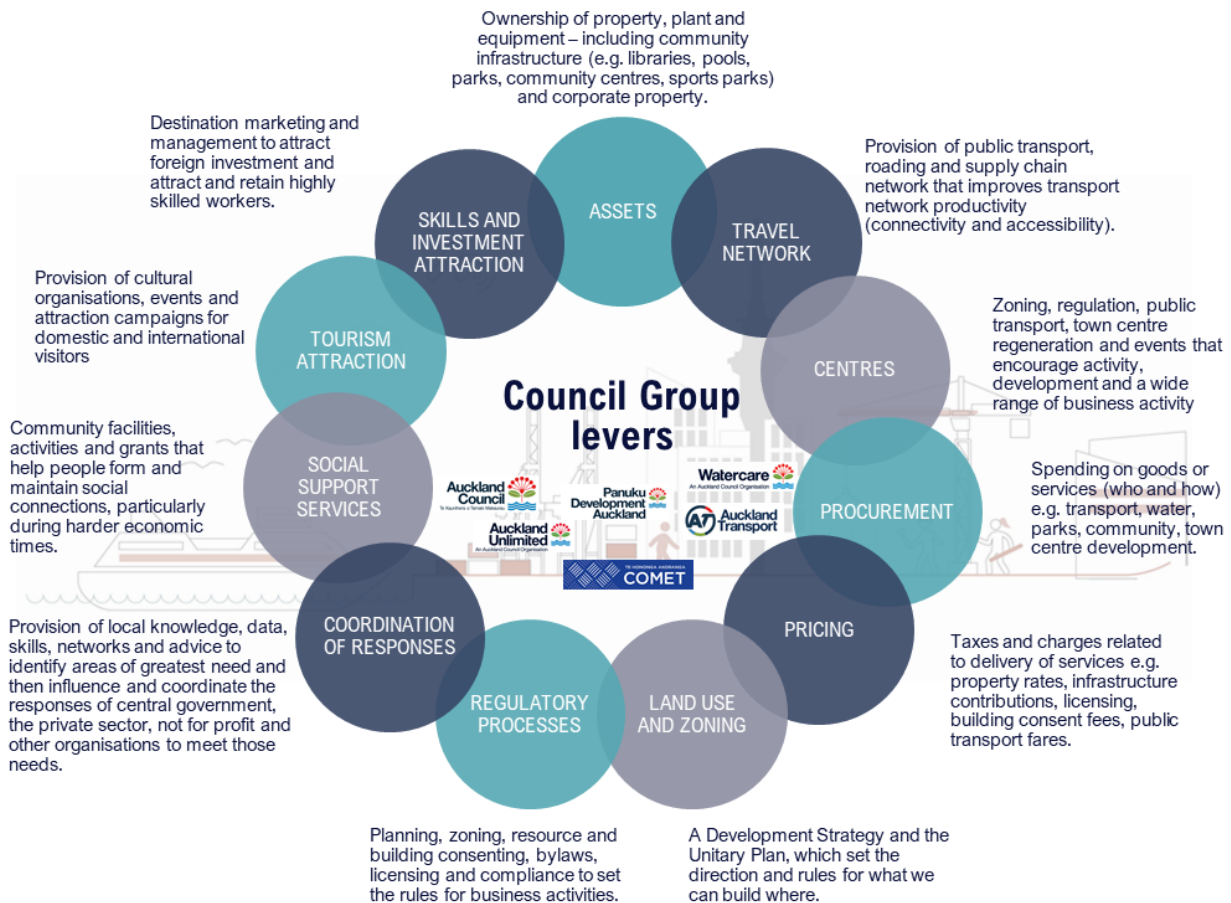 Ownership of property, plant and
equipment – including community
infrastructure (e.g. libraries, pools,
parks, community centres, sports parks)
and corporate property.
Destination marketing and
management to attract
foreign investment and
attract and retain highly
skilled workers.
Provision of public transport,
roading and supply chain
network that improves transport
network productivity
(connectivity and accessibility).
ASSETS
SKILLS AND
INVESTMENT
ATTRACTION
TRAVEL
NETWORK
Provision of cultural
organisations, events and
attraction campaigns for
domestic and international
visitors
TOURISM
ATTRACTION
CENTRES
Zoning, regulation, public
transport, town centre
regeneration and events that
encourage activity,
development and a wide
range of business activity
Council Group
levers
Community facilities,
activities and grants that
help people form and
maintain social
connections, particularly
during harder economic
times.
SOCIAL
SUPPORT
SERVICES
Auckland
Council
Te Kaunihera o Tāmaki Makaurau
Panuku
Development
Auckland
Watercare
An Auckland Council Organisation
Auckland
Unlimited
An Auckland Council Organisation
AT
Auckland
Transport
TE HONONGA AKORANGA
COMET
PROCUREMENT
Spending on goods or
services (who and how)
e.g. transport, water,
parks, community, town
centre development.
Provision of local knowledge, data,
skills, networks and advice to
identify areas of greatest need and
then influence and coordinate the
responses of central government,
the private sector, not for profit and
other organisations to meet those
needs.
COORDINATION
OF RESPONSES
PRICING
Taxes and charges related
to delivery of services e.g.
property rates, infrastructure
contributions, licensing,
building consent fees, public
transport fares.
REGULATORY
PROCESSES
LAND USE
AND ZONING
Planning, zoning, resource and
building consenting, bylaws,
licensing and compliance to set
the rules for business activities.
A Development Strategy and the
Unitary Plan, which set the
direction and rules for what we
can build where.